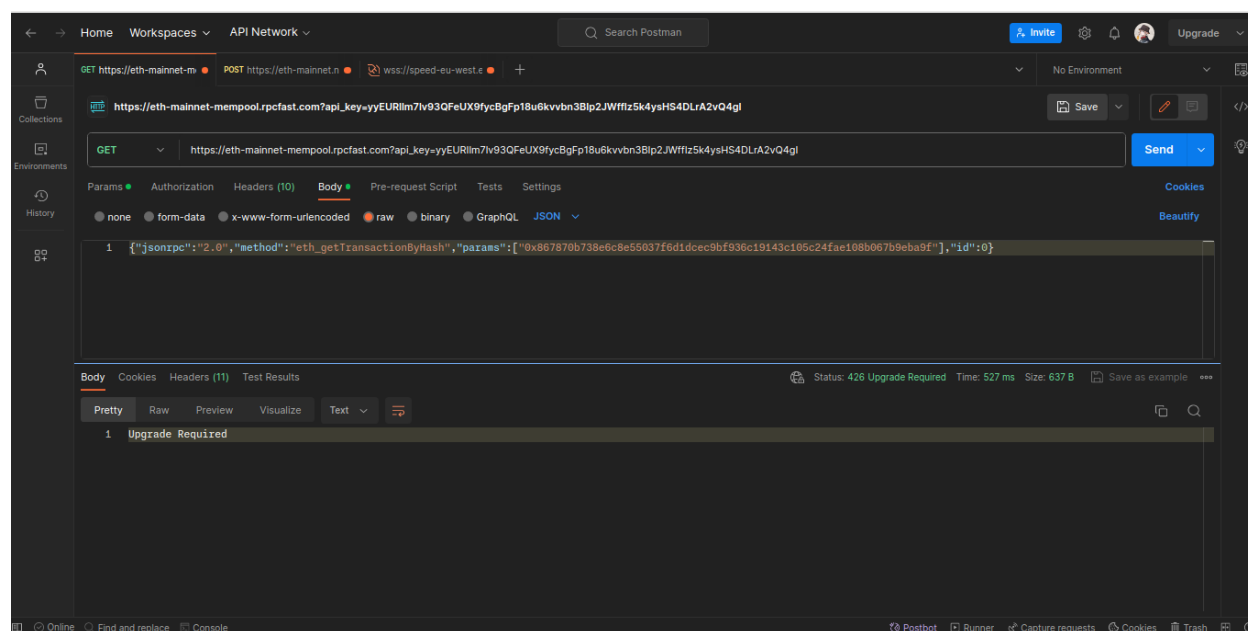 Home Workspaces API Network Search Postman Invite Upgrade
GET https://eth-mainnet-m POST https://eth-mainnet.n wss://speed-eu-west.e + No Environment
HTTP https://eth-mainnet-mempool.rpcfast.com?api_key=yyEURIlm7Iv93QFeUX9fycBgFp18u6kvvbn3BIp2JWffIz5k4ysHS4DLrA2vQ4gI Save
Collections
GET https://eth-mainnet-mempool.rpcfast.com?api_key=yyEURIlm7Iv93QFeUX9fycBgFp18u6kvvbn3BIp2JWffIz5k4ysHS4DLrA2vQ4gI Send
Environments
Params Authorization Headers (10) Body Pre-request Script Tests Settings Cookies
History
none form-data x-www-form-urlencoded raw binary GraphQL JSON Beautify
1 {"jsonrpc":"2.0","method":"eth_getTransactionByHash","params":["0x867870b738e6c8e55037f6d1dcec9bf936c19143c105c24fae108b067b9eba9f"],"id":0}
Body Cookies Headers (11) Test Results Status: 426 Upgrade Required Time: 527 ms Size: 637 B Save as example
Pretty Raw Preview Visualize Text
1 Upgrade Required
Online Find and replace Console Postbot Runner Capture requests Cookies Trash